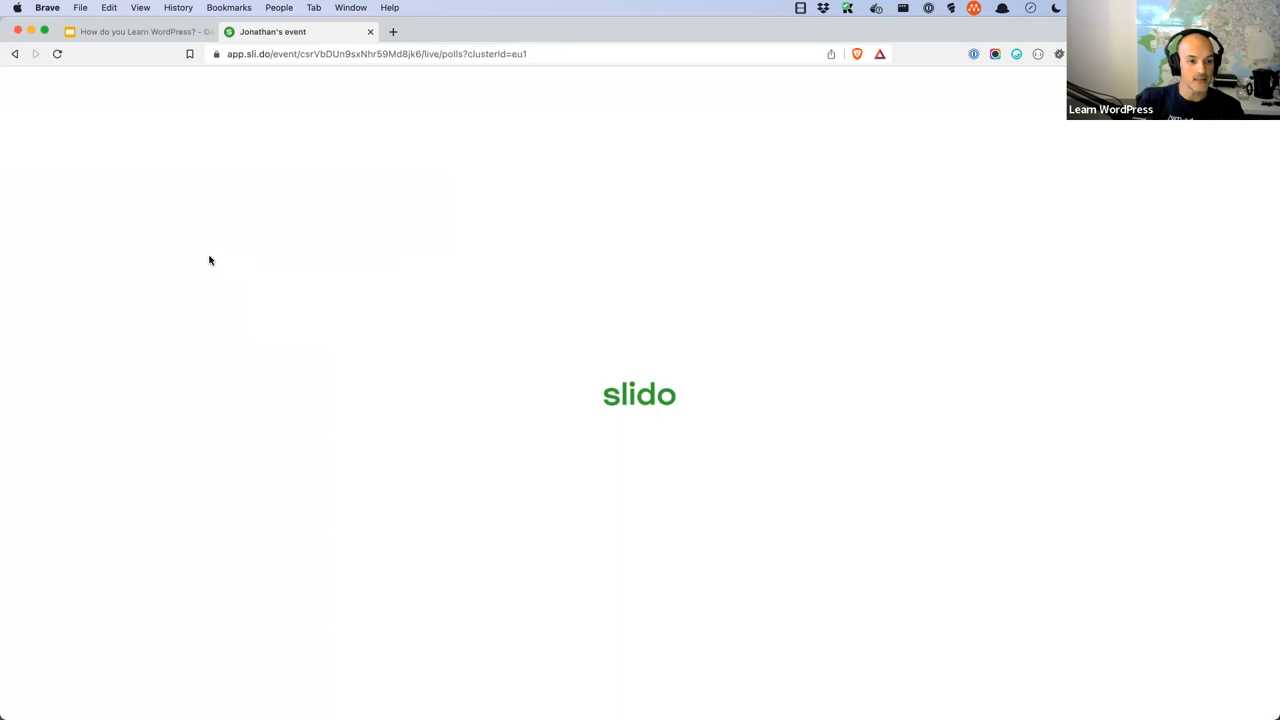 Brave File Edit View History Bookmarks People Tab Window Help
How do you Learn WordPress? - Go
Jonathan's event
app.sli.do/event/csrVbDUn9sxNhr59Md8jk6/live/polls?clusterId=eu1
Learn WordPress
slido